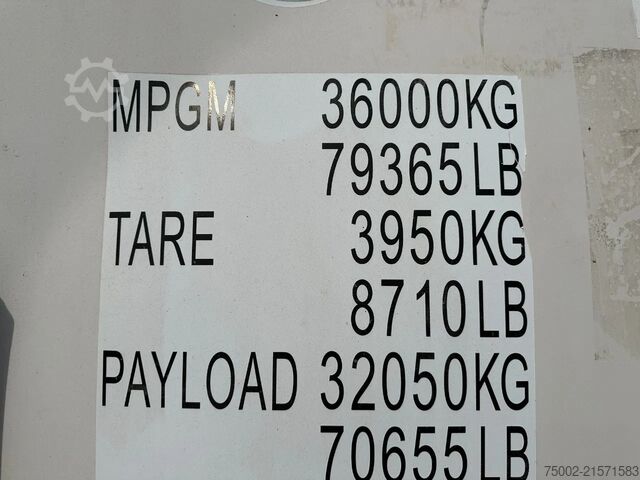 MPGM 36000KG
79365LB
TARE 3950KG
8710LB
PAYLOAD 32050KG
70655LB
75002-21571583